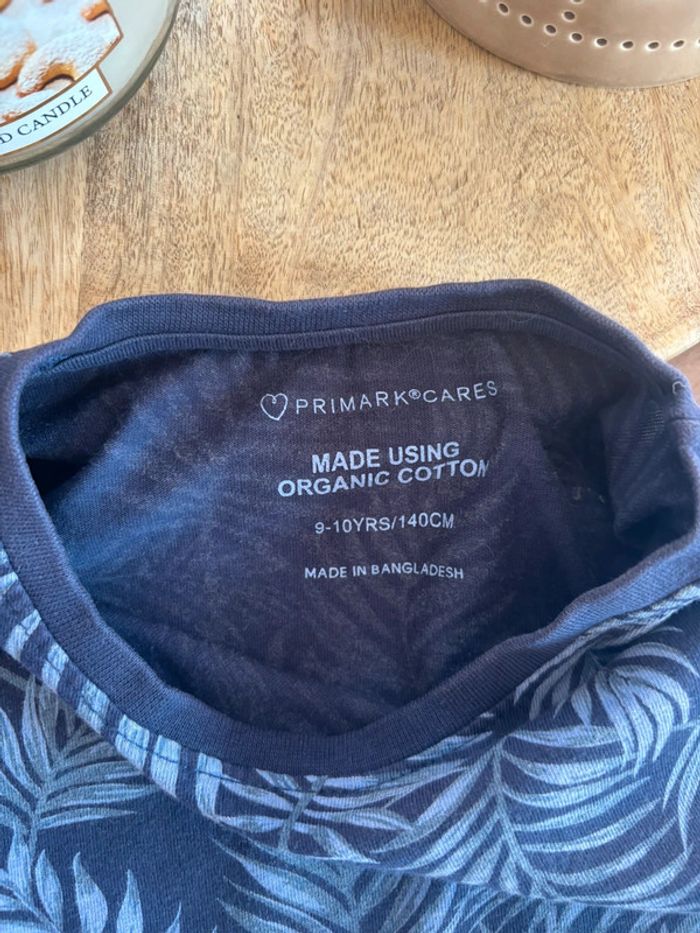 D CANDLE
PRIMARK®CARES
MADE USING
ORGANIC COTTON
9-10YRS/140CM
MADE IN BANGLADESH